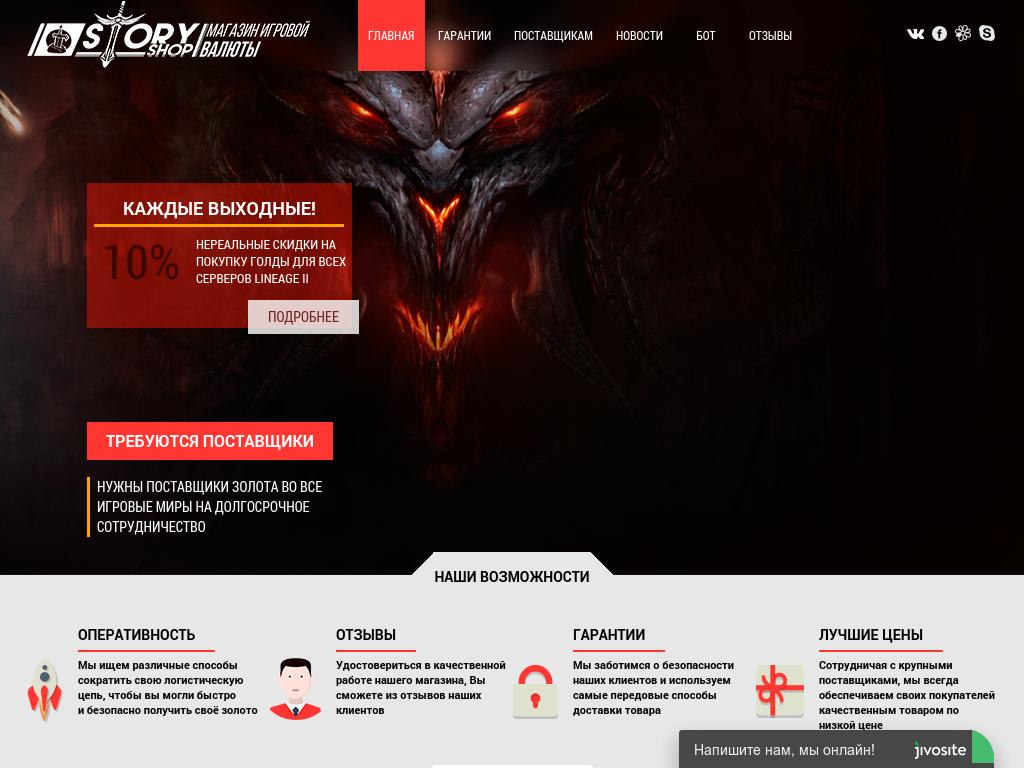 STORY SHOP МАГАЗИН ИГРОВОЙ ВАЛЮТЫ
ГЛАВНАЯ ГАРАНТИИ ПОСТАВЩИКАМ НОВОСТИ БОТ ОТЗЫВЫ
КАЖДЫЕ ВЫХОДНЫЕ!
10%
НЕРЕАЛЬНЫЕ СКИДКИ НА
ПОКУПКУ ГОЛДЫ ДЛЯ ВСЕХ
СЕРВЕРОВ LINEAGE II
ПОДРОБНЕЕ
ТРЕБУЮТСЯ ПОСТАВЩИКИ
НУЖНЫ ПОСТАВЩИКИ ЗОЛОТА ВО ВСЕ
ИГРОВЫЕ МИРЫ НА ДОЛГОСРОЧНОЕ
СОТРУДНИЧЕСТВО
НАШИ ВОЗМОЖНОСТИ
ОПЕРАТИВНОСТЬ
Мы ищем различные способы
сократить свою логистическую
цепь, чтобы вы могли быстро
и безопасно получить своё золото
ОТЗЫВЫ
Удостовериться в качественной
работе нашего магазина, Вы
сможете из отзывов наших
клиентов
ГАРАНТИИ
Мы заботимся о безопасности
наших клиентов и используем
самые передовые способы
доставки товара
ЛУЧШИЕ ЦЕНЫ
Сотрудничая с крупными
поставщиками, мы всегда
обеспечиваем своих покупателей
качественным товаром по
низкой цене
Напишите нам, мы онлайн! jivosite